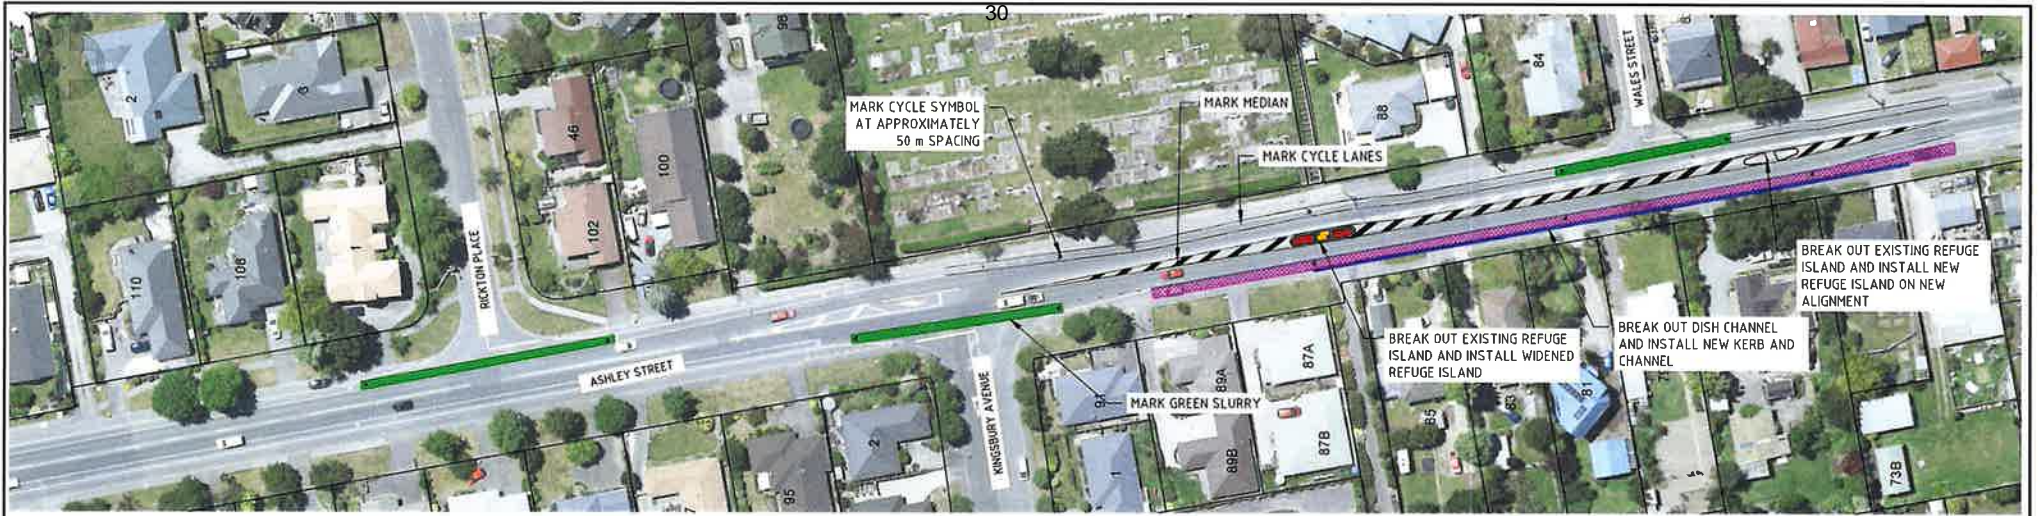 30
MARK CYCLE SYMBOL
AT APPROXIMATELY
50 m SPACING
MARK MEDIAN
MARK CYCLE LANES
WALES STREET
RICKTON PLACE
ASHLEY STREET
KINGSBURY AVENUE
MARK GREEN SLURRY
BREAK OUT EXISTING REFUGE
ISLAND AND INSTALL WIDENED
REFUGE ISLAND
BREAK OUT DISH CHANNEL
AND INSTALL NEW KERB AND
CHANNEL
BREAK OUT EXISTING REFUGE
ISLAND AND INSTALL NEW
REFUGE ISLAND ON NEW
ALIGNMENT
2
6
46
100
98
102
110
108
88
84
95
2
1
89A
89B
87A
87B
85
83
81
73B